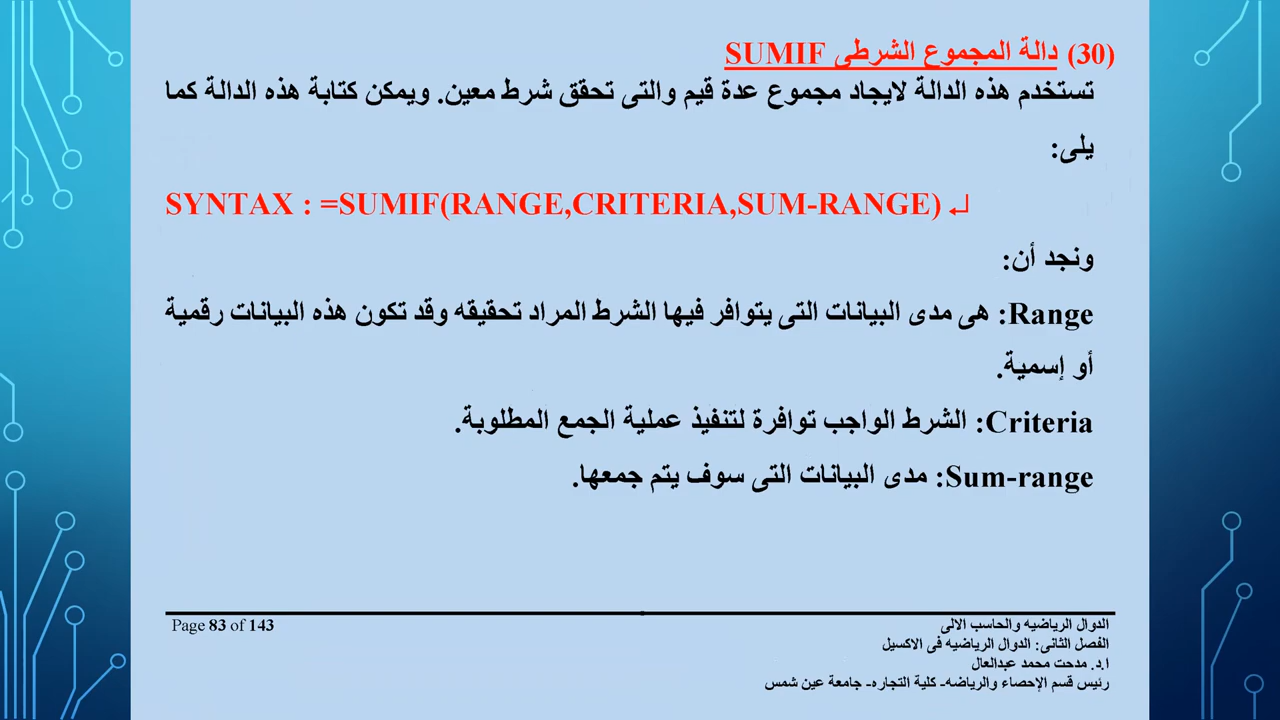 (30) دالة المجموع الشرطى SUMIF
تستخدم هذه الدالة لايجاد مجموع عدة قيم والتى تحقق شرط معين. ويمكن كتابة هذه الدالة كما
يلى:
SYNTAX : =SUMIF(RANGE,CRITERIA,SUM-RANGE) ↵
ونجد أن:
Range: هى مدى البيانات التى يتوافر فيها الشرط المراد تحقيقه وقد تكون هذه البيانات رقمية
أو إسمية.
Criteria: الشرط الواجب توافرة لتنفيذ عملية الجمع المطلوبة.
Sum-range: مدى البيانات التى سوف يتم جمعها.
الدوال الرياضيه والحاسب الالى Page 83 of 143
الفصل الثانى: الدوال الرياضيه فى الاكسيل
ا.د. مدحت محمد عبدالعال
رئيس قسم الإحصاء والرياضه- كلية التجاره- جامعة عين شمس